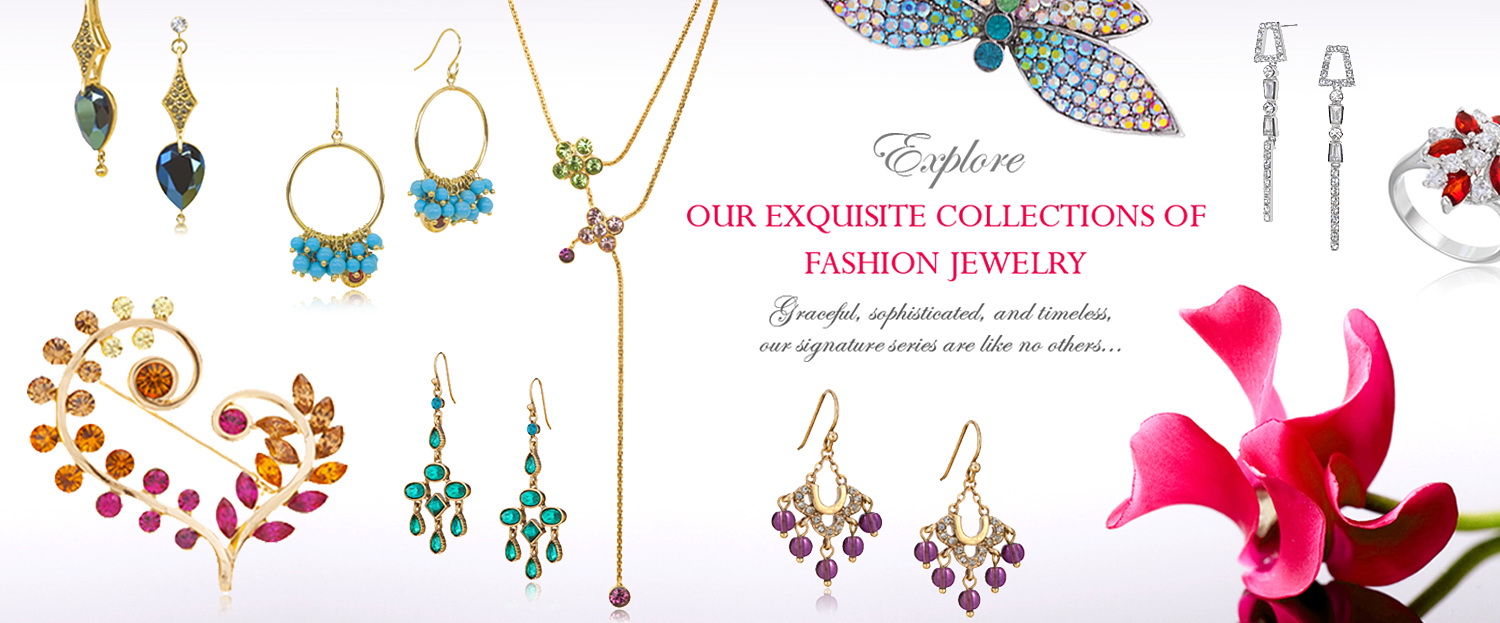 Explore
OUR EXQUISITE COLLECTIONS OF
FASHION JEWELRY
Graceful, sophisticated, and timeless,
our signature series are like no others...